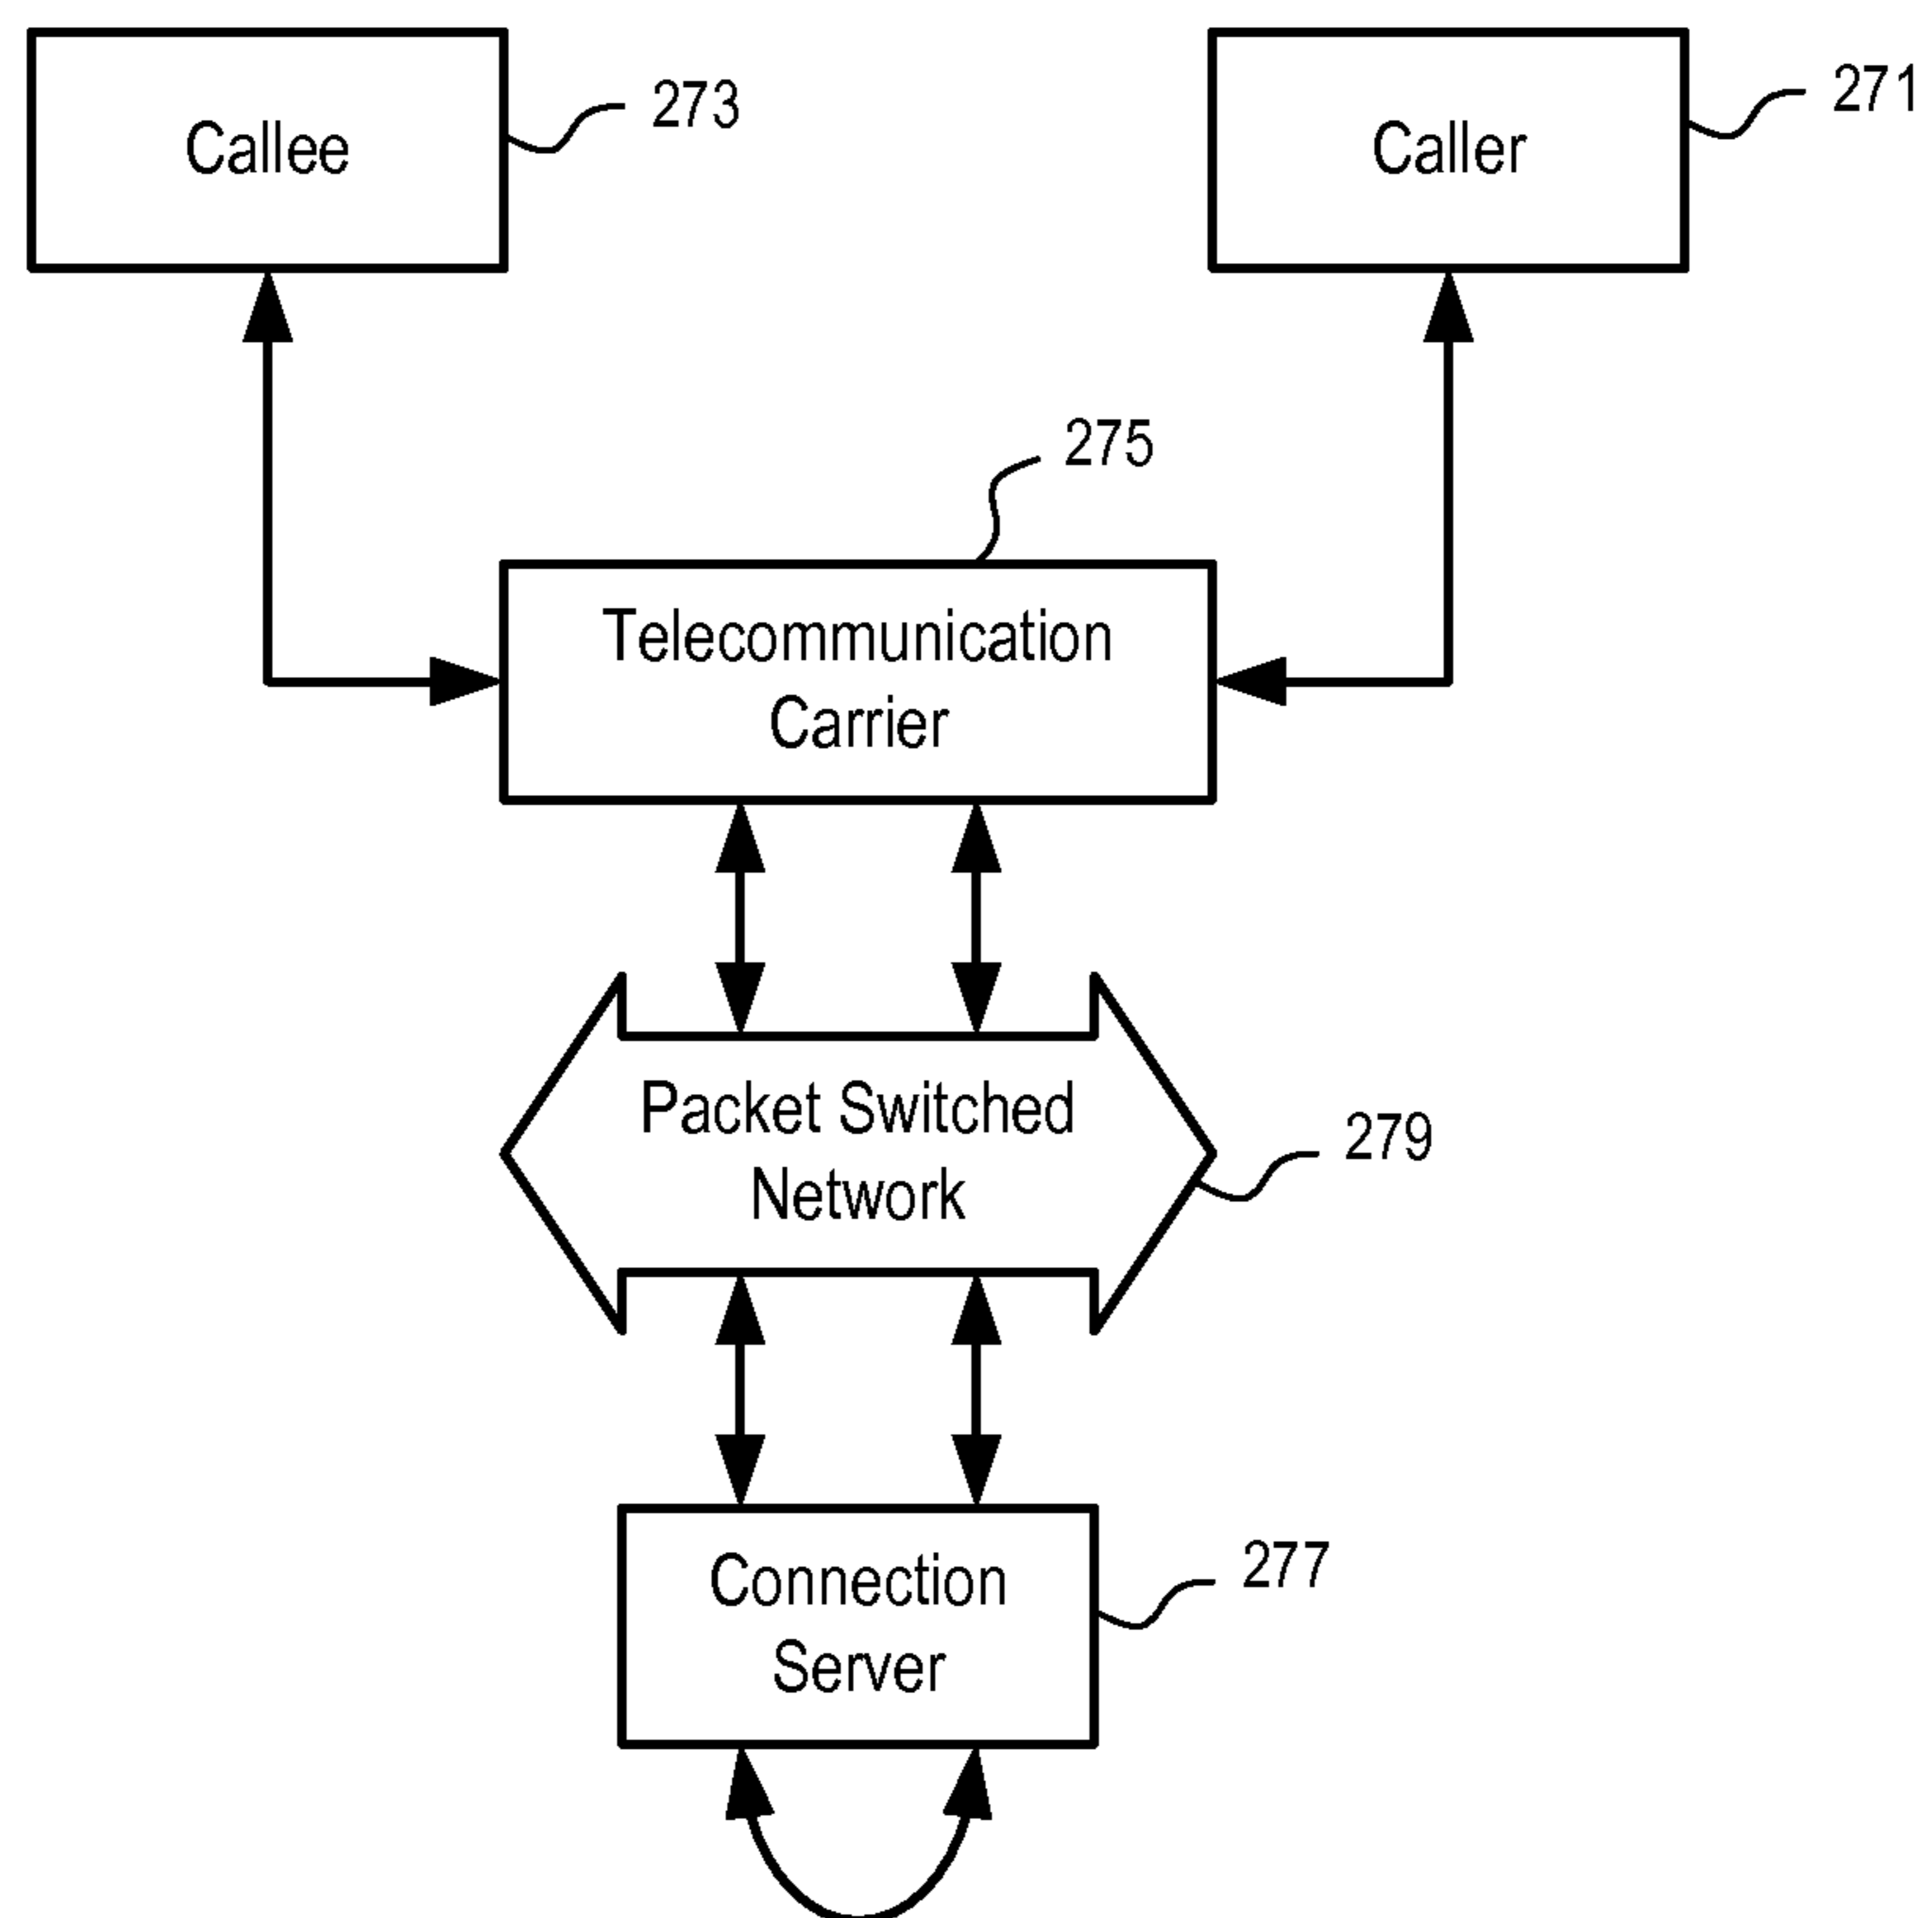 Callee
273
Caller
271
275
Telecommunication
Carrier
Packet Switched
Network
279
Connection
Server
277